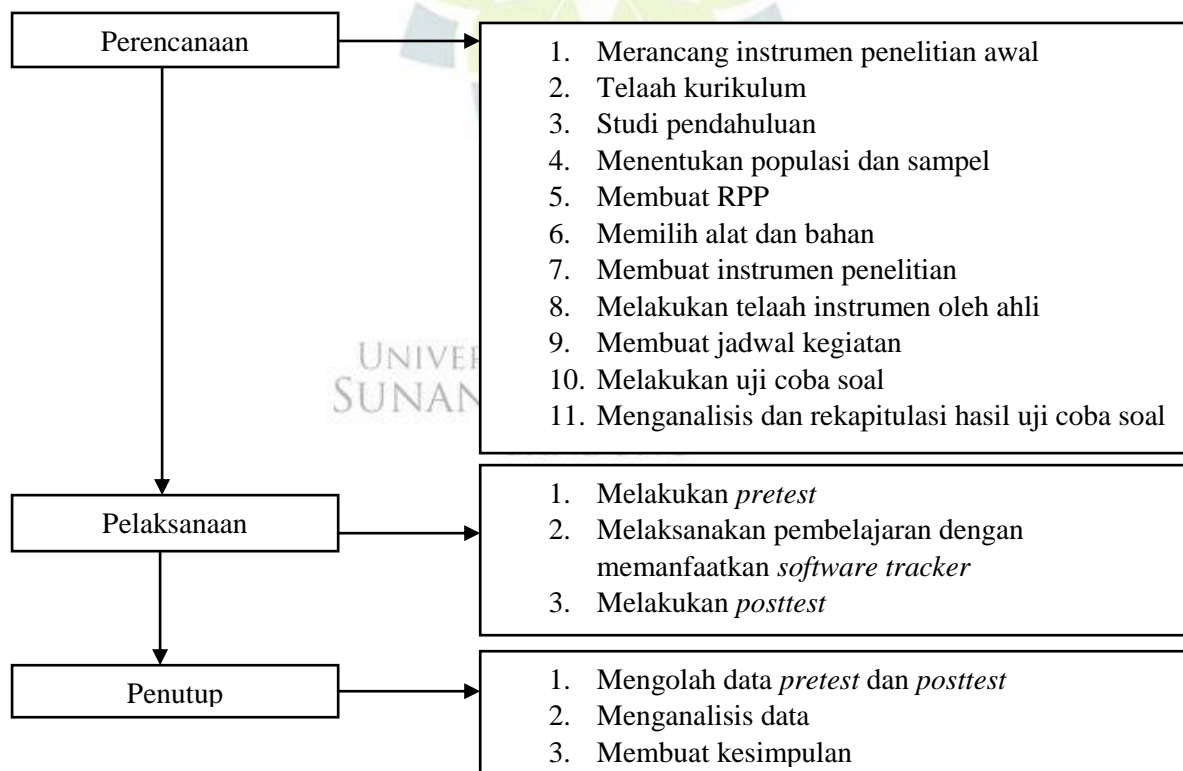 Perencanaan
1. Merancang instrumen penelitian awal
2. Telaah kurikulum
3. Studi pendahuluan
4. Menentukan populasi dan sampel
5. Membuat RPP
6. Memilih alat dan bahan
7. Membuat instrumen penelitian
8. Melakukan telaah instrumen oleh ahli
9. Membuat jadwal kegiatan
10. Melakukan uji coba soal
11. Menganalisis dan rekapitulasi hasil uji coba soal
SUNAN
Pelaksanaan
1. Melakukan pretest
2. Melaksanakan pembelajaran dengan
memanfaatkan software tracker
3. Melakukan posttest
Penutup
1. Mengolah data pretest dan posttest
2. Menganalisis data
3. Membuat kesimpulan